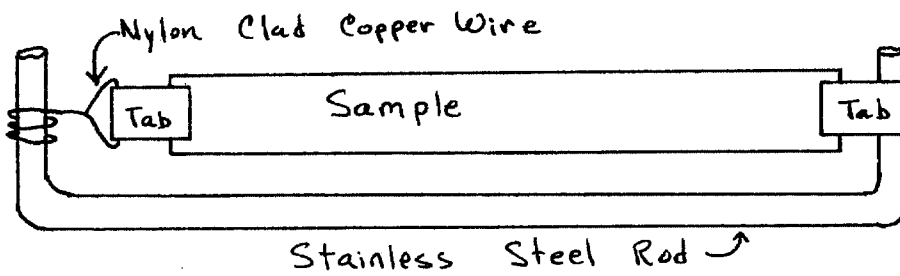 Nylon Clad Copper Wire
Tab
Sample
Tab
Stainless Steel Rod